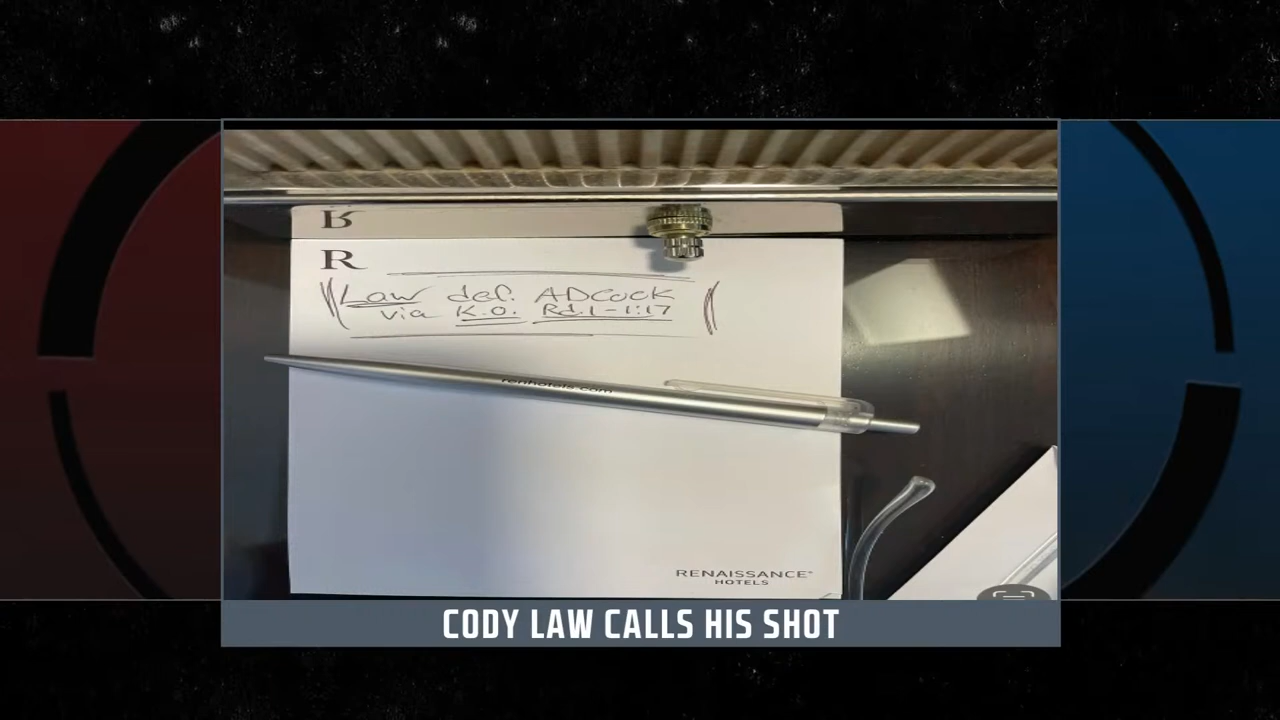 R
R
Law def. ADCOCK
via K.O. Rd.1-1:17
renhotels.com
RENAISSANCE
HOTELS
CODY LAW CALLS HIS SHOT